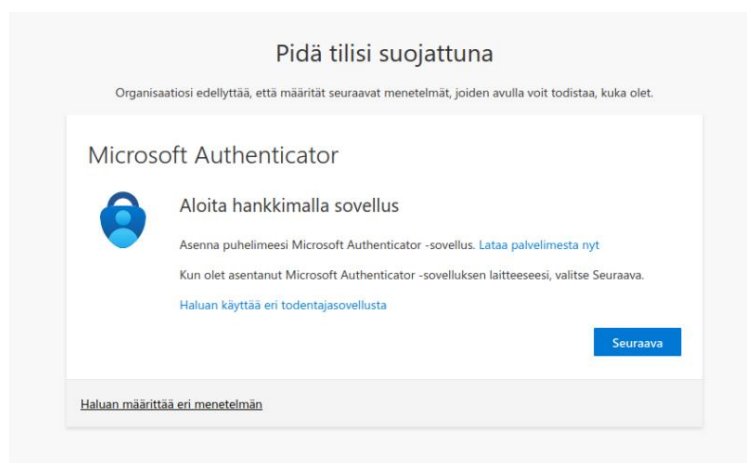 Pidä tilisi suojattuna
Organisaatiosi edellyttää, että määrität seuraavat menetelmät, joiden avulla voit todistaa, kuka olet.
Microsoft Authenticator
Aloita hankkimalla sovellus
Asenna puhelimeesi Microsoft Authenticator -sovellus. Lataa palvelimesta nyt
Kun olet asentanut Microsoft Authenticator -sovelluksen laitteeseesi, valitse Seuraava.
Haluan käyttää eri todentajasovellusta
Seuraava
Haluan määrittää eri menetelmän